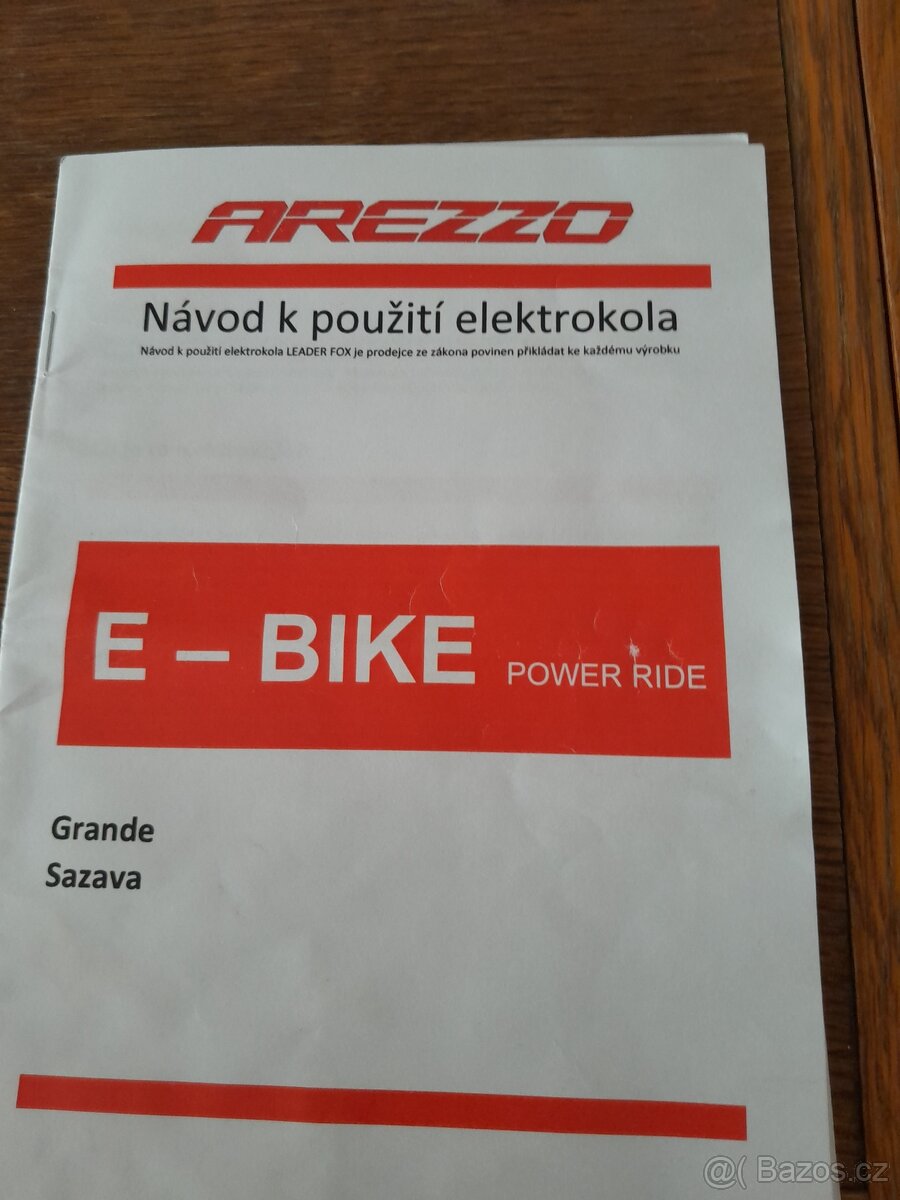 AREZZO
Návod k použití elektrokola
Návod k použití elektrokola LEADER FOX je prodejce ze zákona povinen přikládat ke každému výrobku
E – BIKE POWER RIDE
Grande
Sazava
@( Bazos.cz